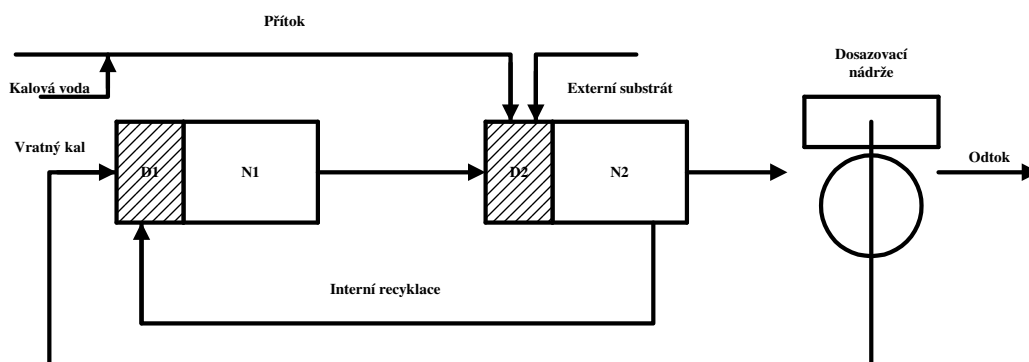 Přítok
Dosazovací
nádrže
Kalová voda
Externí substrát
Vratný kal
D1
N1
D2
N2
Odtok
Interní recyklace